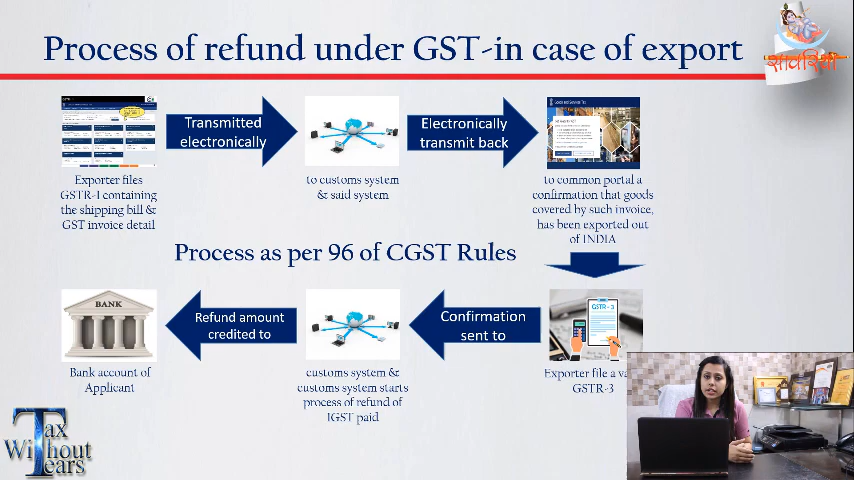 Process of refund under GST-in case of export
सांवरिया
Transmitted
electronically
Electronically
transmit back
Exporter files
GSTR-1 containing
the shipping bill &
GST invoice detail
to customs system
& said system
to common portal a
confirmation that goods
covered by such invoice,
has been exported out
of INDIA
Process as per 96 of CGST Rules
BANK
Refund amount
credited to
Confirmation
sent to
GSTR - 3
Bank account of
Applicant
customs system &
customs system starts
process of refund of
IGST paid
Exporter file a va
GSTR-3
Tax
Without
Tears